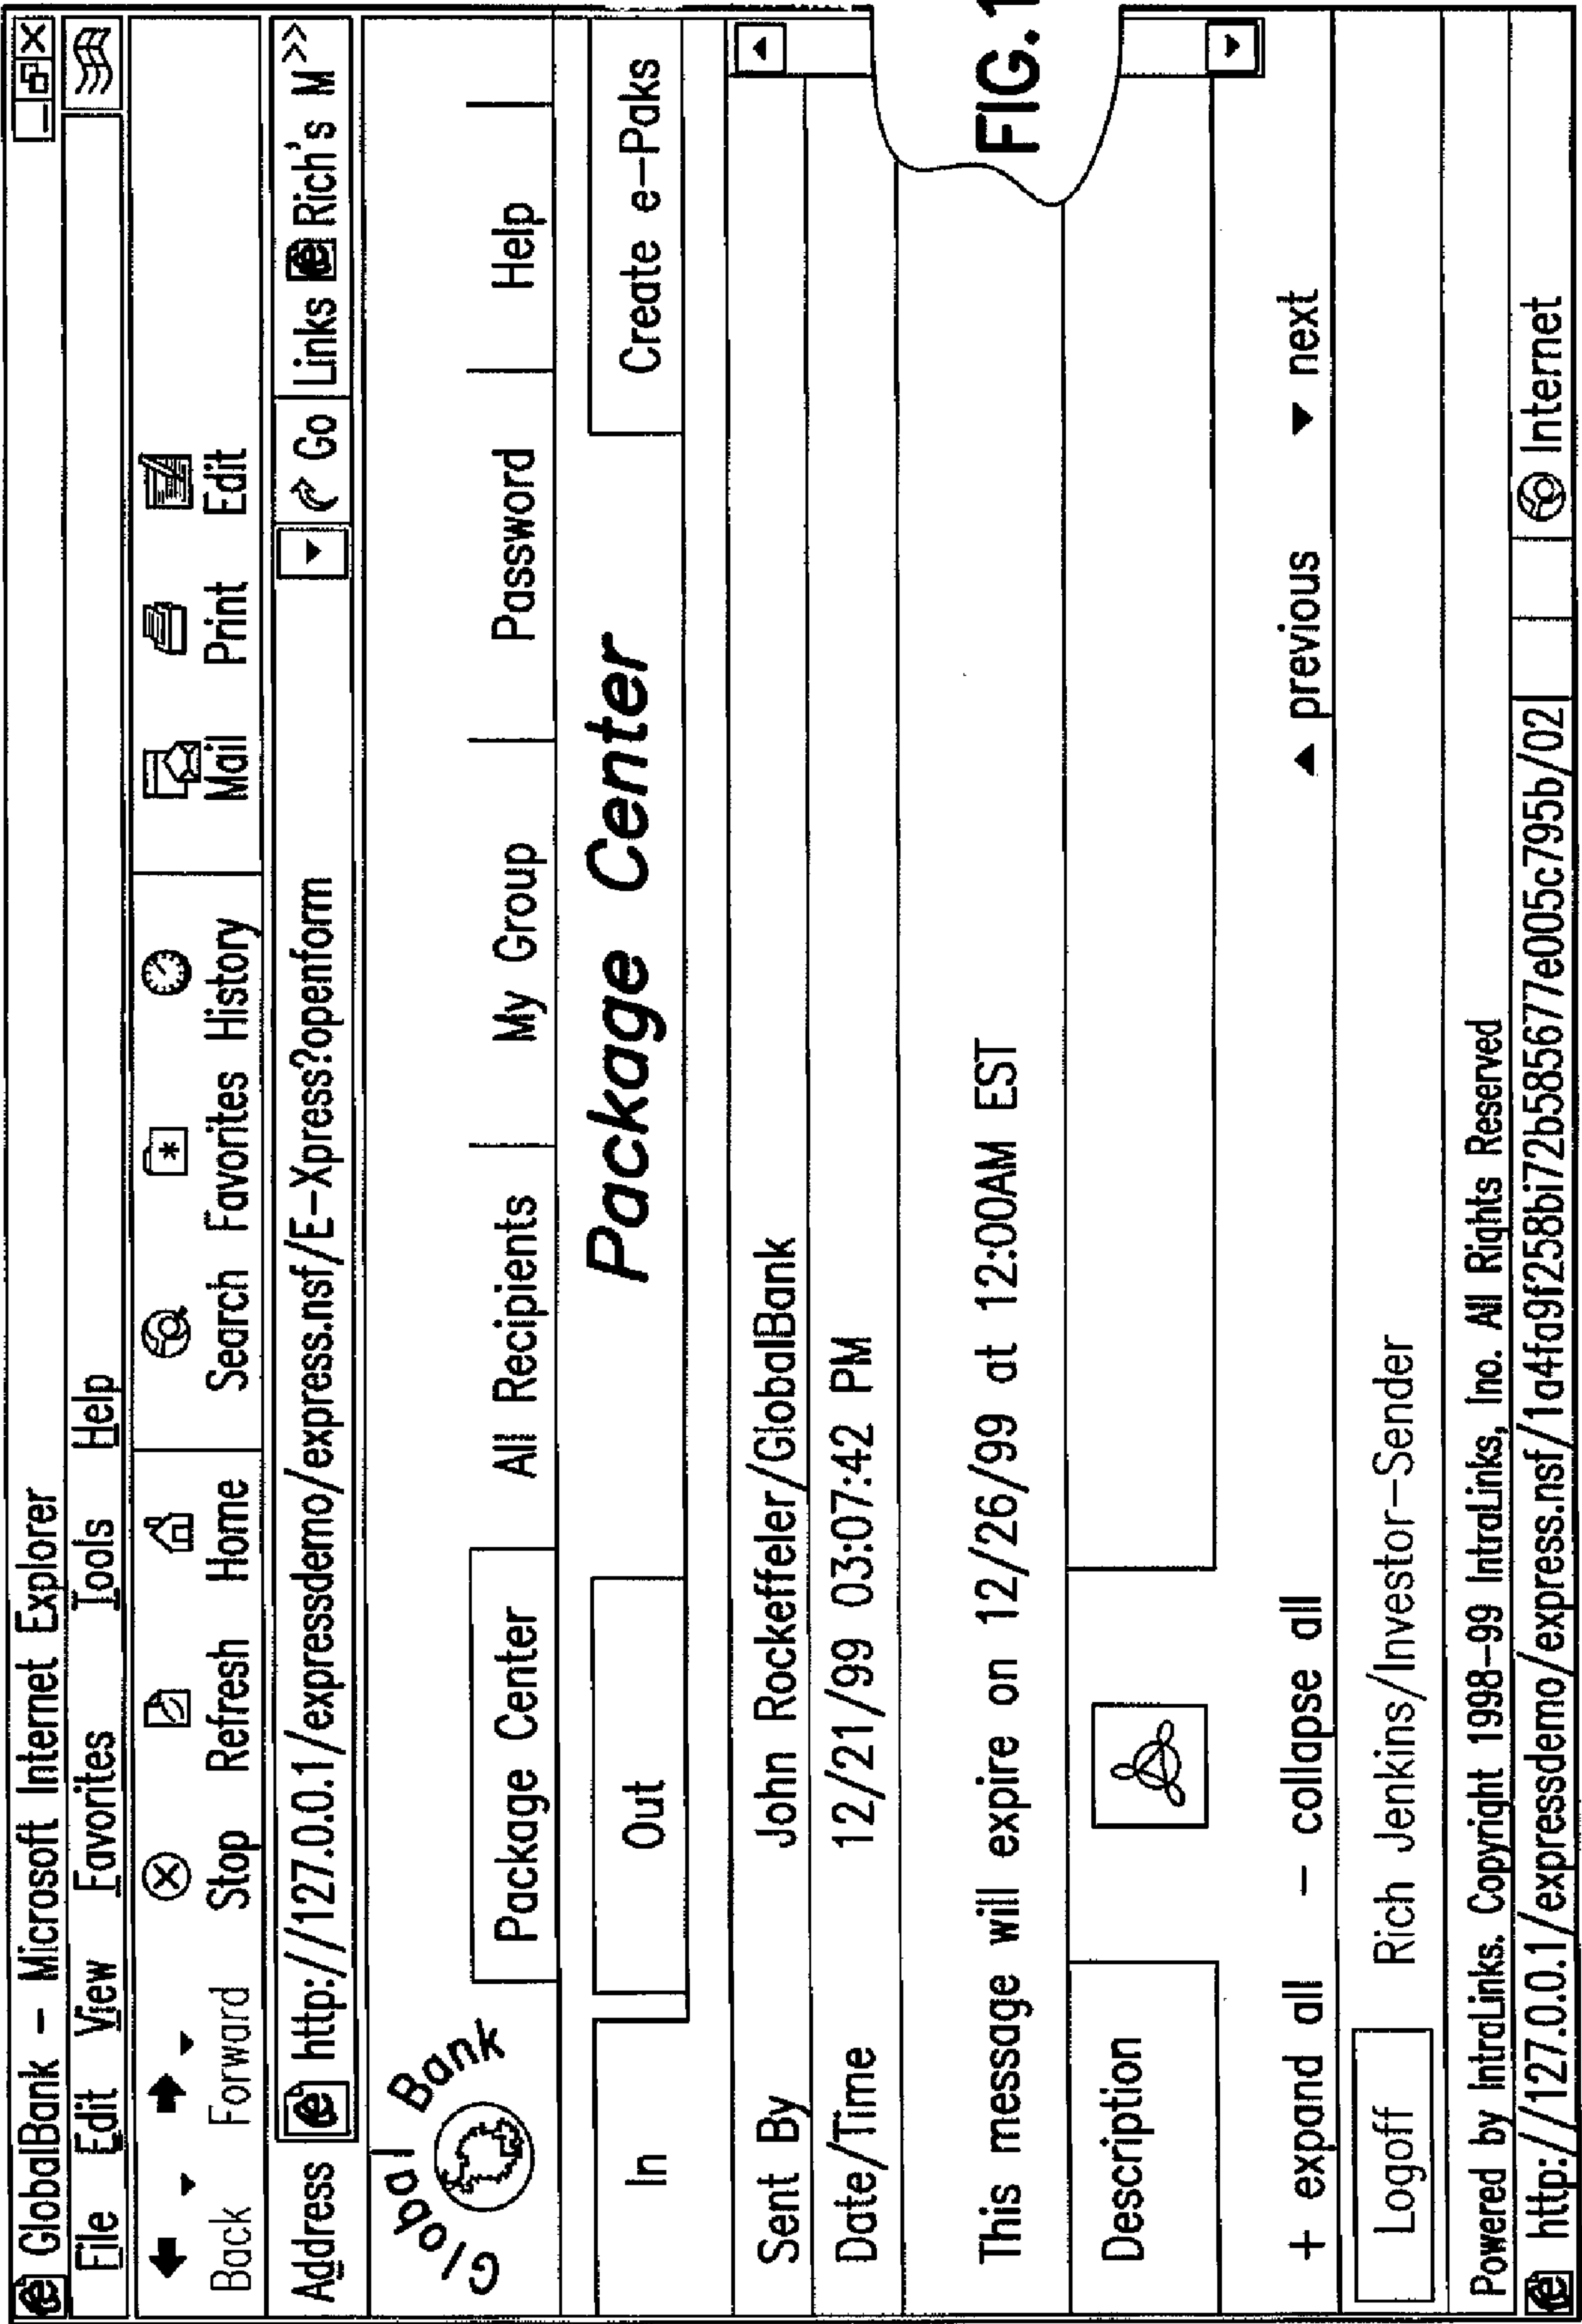 GlobalBank - Microsoft Internet Explorer
File Edit View Favorites Tools Help
Back Forward Stop Refresh Home Search Favorites History Mail Print Edit
Address http://127.0.0.1/expressdemo/express.nsf/E-Xpress?openform Go Links Rich's M >>
Global Bank
Package Center All Recipients My Group Password Help
In Out Package Center Create e-Paks
Sent By John Rockeffeler/GlobalBank
Date/Time 12/21/99 03:07:42 PM
This message will expire on 12/26/99 at 12:00AM EST
FIG.1
Description
+ expand all - collapse all previous next
Logoff Rich Jenkins/Investor-Sender
Powered by IntraLinks. Copyright 1998-99 IntraLinks, Ino. All Rights Reserved
http://127.0.0.1/expressdemo/express.nsf/1a4fa9f258bi72b585677e005c795b/02 Internet